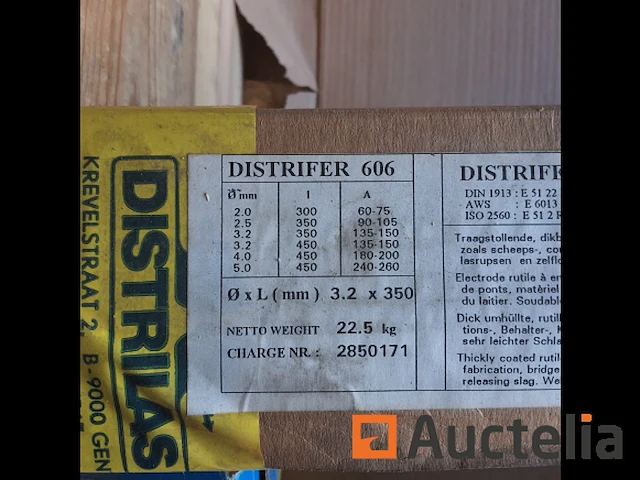 DISTRILAS
KREVELSTRAAT 2, B-9000 GEN
DISTRIFER 606
Ø mm l A
2.0 300 60-75
2.5 350 90-105
3.2 350 135-150
3.2 450 135-150
4.0 450 180-200
5.0 450 240-260
Ø x L ( mm ) 3.2 x 350
NETTO WEIGHT 22.5 kg
CHARGE NR. : 2850171
DISTRIFE
DIN 1913 : E 51 22
AWS : E 6013
ISO 2560 : E 51 2 R
Traagstollende, dikb
zoals scheeps-, con
lasrupsen en zelflo
Electrode rutile à en
de ponts, matériel
du laitier. Soudabl
Dick umhüllte, rutil
tions-, Behalter-, K
sehr leichter Schla
Thickly coated rutil
fabrication, bridge
releasing slag. We
Auctelia